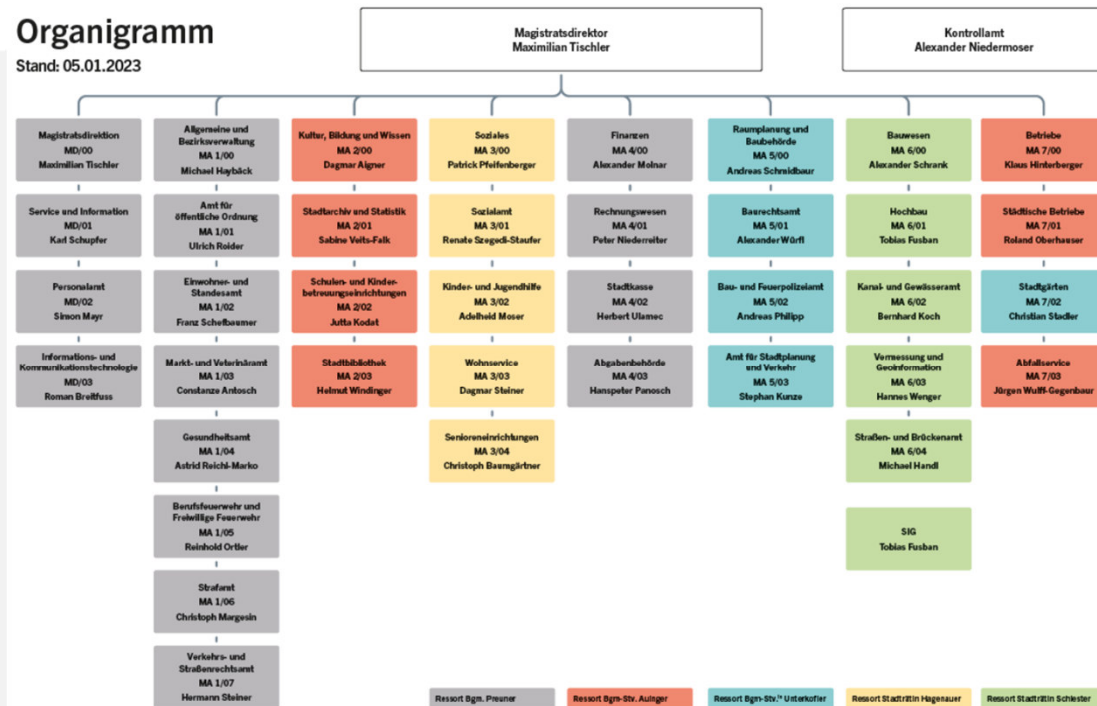 Organigramm
Stand: 05.01.2023
Magistratsdirektor
Maximilian Tischler
Kontrollamt
Alexander Niedermoser
Magistratsdirektion
MD/00
Maximilian Tischler
Service und Information
MD/01
Karl Schupfer
Personalamt
MD/02
Simon Mayr
Informations- und
Kommunikationstechnologie
MD/03
Roman Breitfuss
Allgemeine und
Bezirksverwaltung
MA 1/00
Michael Haybäck
Amt für
öffentliche Ordnung
MA 1/01
Ulrich Roider
Einwohner- und
Standesamt
MA 1/02
Franz Schefbaumer
Markt- und Veterinäramt
MA 1/03
Constanze Antosch
Gesundheitsamt
MA 1/04
Astrid Reichl-Marko
Berufsfeuerwehr und
Freiwillige Feuerwehr
MA 1/05
Reinhold Ortler
Strafamt
MA 1/06
Christoph Margesin
Verkehrs- und
Straßenrechtsamt
MA 1/07
Hermann Steiner
Kultur, Bildung und Wissen
MA 2/00
Dagmar Aigner
Stadtarchiv und Statistik
MA 2/01
Sabine Veits-Falk
Schulen- und Kinder-
betreuungseinrichtungen
MA 2/02
Jutta Kodat
Stadtbibliothek
MA 2/03
Helmut Windinger
Soziales
MA 3/00
Patrick Pfeifenberger
Sozialamt
MA 3/01
Renate Szegedi-Staufer
Kinder- und Jugendhilfe
MA 3/02
Adelheid Moser
Wohnservice
MA 3/03
Dagmar Steiner
Senioreneinrichtungen
MA 3/04
Christoph Baumgärtner
Finanzen
MA 4/00
Alexander Molnar
Rechnungswesen
MA 4/01
Peter Niederreiter
Stadtkasse
MA 4/02
Herbert Ulamec
Abgabenbehörde
MA 4/03
Hanspeter Panosch
Raumplanung und
Baubehörde
MA 5/00
Andreas Schmidbaur
Baurechtsamt
MA 5/01
Alexander Würfl
Bau- und Feuerpolizeiamt
MA 5/02
Andreas Philipp
Amt für Stadtplanung
und Verkehr
MA 5/03
Stephan Kunze
Bauwesen
MA 6/00
Alexander Schrank
Hochbau
MA 6/01
Tobias Fusban
Kanal- und Gewässeramt
MA 6/02
Bernhard Koch
Vermessung und
Geoinformation
MA 6/03
Hannes Wenger
Straßen- und Brückenamt
MA 6/04
Michael Handl
SIG
Tobias Fusban
Betriebe
MA 7/00
Klaus Hinterberger
Städtische Betriebe
MA 7/01
Roland Oberhauser
Stadtgärten
MA 7/02
Christian Stadler
Abfallservice
MA 7/03
Jürgen Wulff-Gegenbaur
Ressort Bgm. Preuner
Ressort Bgm-Stv. Auinger
Ressort Bgm-Stv.ⁱⁿ Unterkofler
Ressort Stadträtin Hagenauer
Ressort Stadträtin Schiester